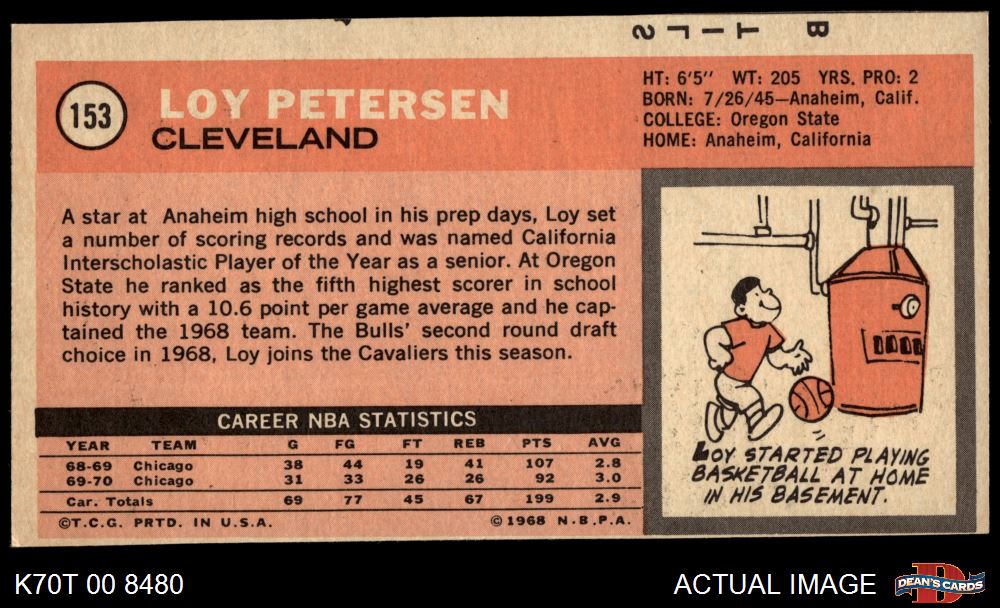 B T I L S
153
LOY PETERSEN
CLEVELAND
HT: 6'5" WT: 205 YRS. PRO: 2
BORN: 7/26/45—Anaheim, Calif.
COLLEGE: Oregon State
HOME: Anaheim, California
A star at Anaheim high school in his prep days, Loy set
a number of scoring records and was named California
Interscholastic Player of the Year as a senior. At Oregon
State he ranked as the fifth highest scorer in school
history with a 10.6 point per game average and he cap-
tained the 1968 team. The Bulls' second round draft
choice in 1968, Loy joins the Cavaliers this season.
CAREER NBA STATISTICS
YEAR TEAM G FG FT REB PTS AVG
68-69 Chicago 38 44 19 41 107 2.8
69-70 Chicago 31 33 26 26 92 3.0
Car. Totals 69 77 45 67 199 2.9
©T.C.G. PRTD. IN U.S.A. ©1968 N.B.P.A.
LOY STARTED PLAYING
BASKETBALL AT HOME
IN HIS BASEMENT.
K70T 00 8480
ACTUAL IMAGE
DEAN'S CARDS